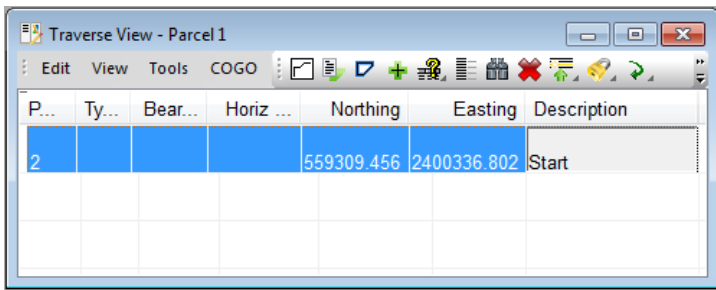 Traverse View - Parcel 1
Edit View Tools COGO
P... Ty... Bear... Horiz ... Northing Easting Description
2 559309.456 2400336.802 Start